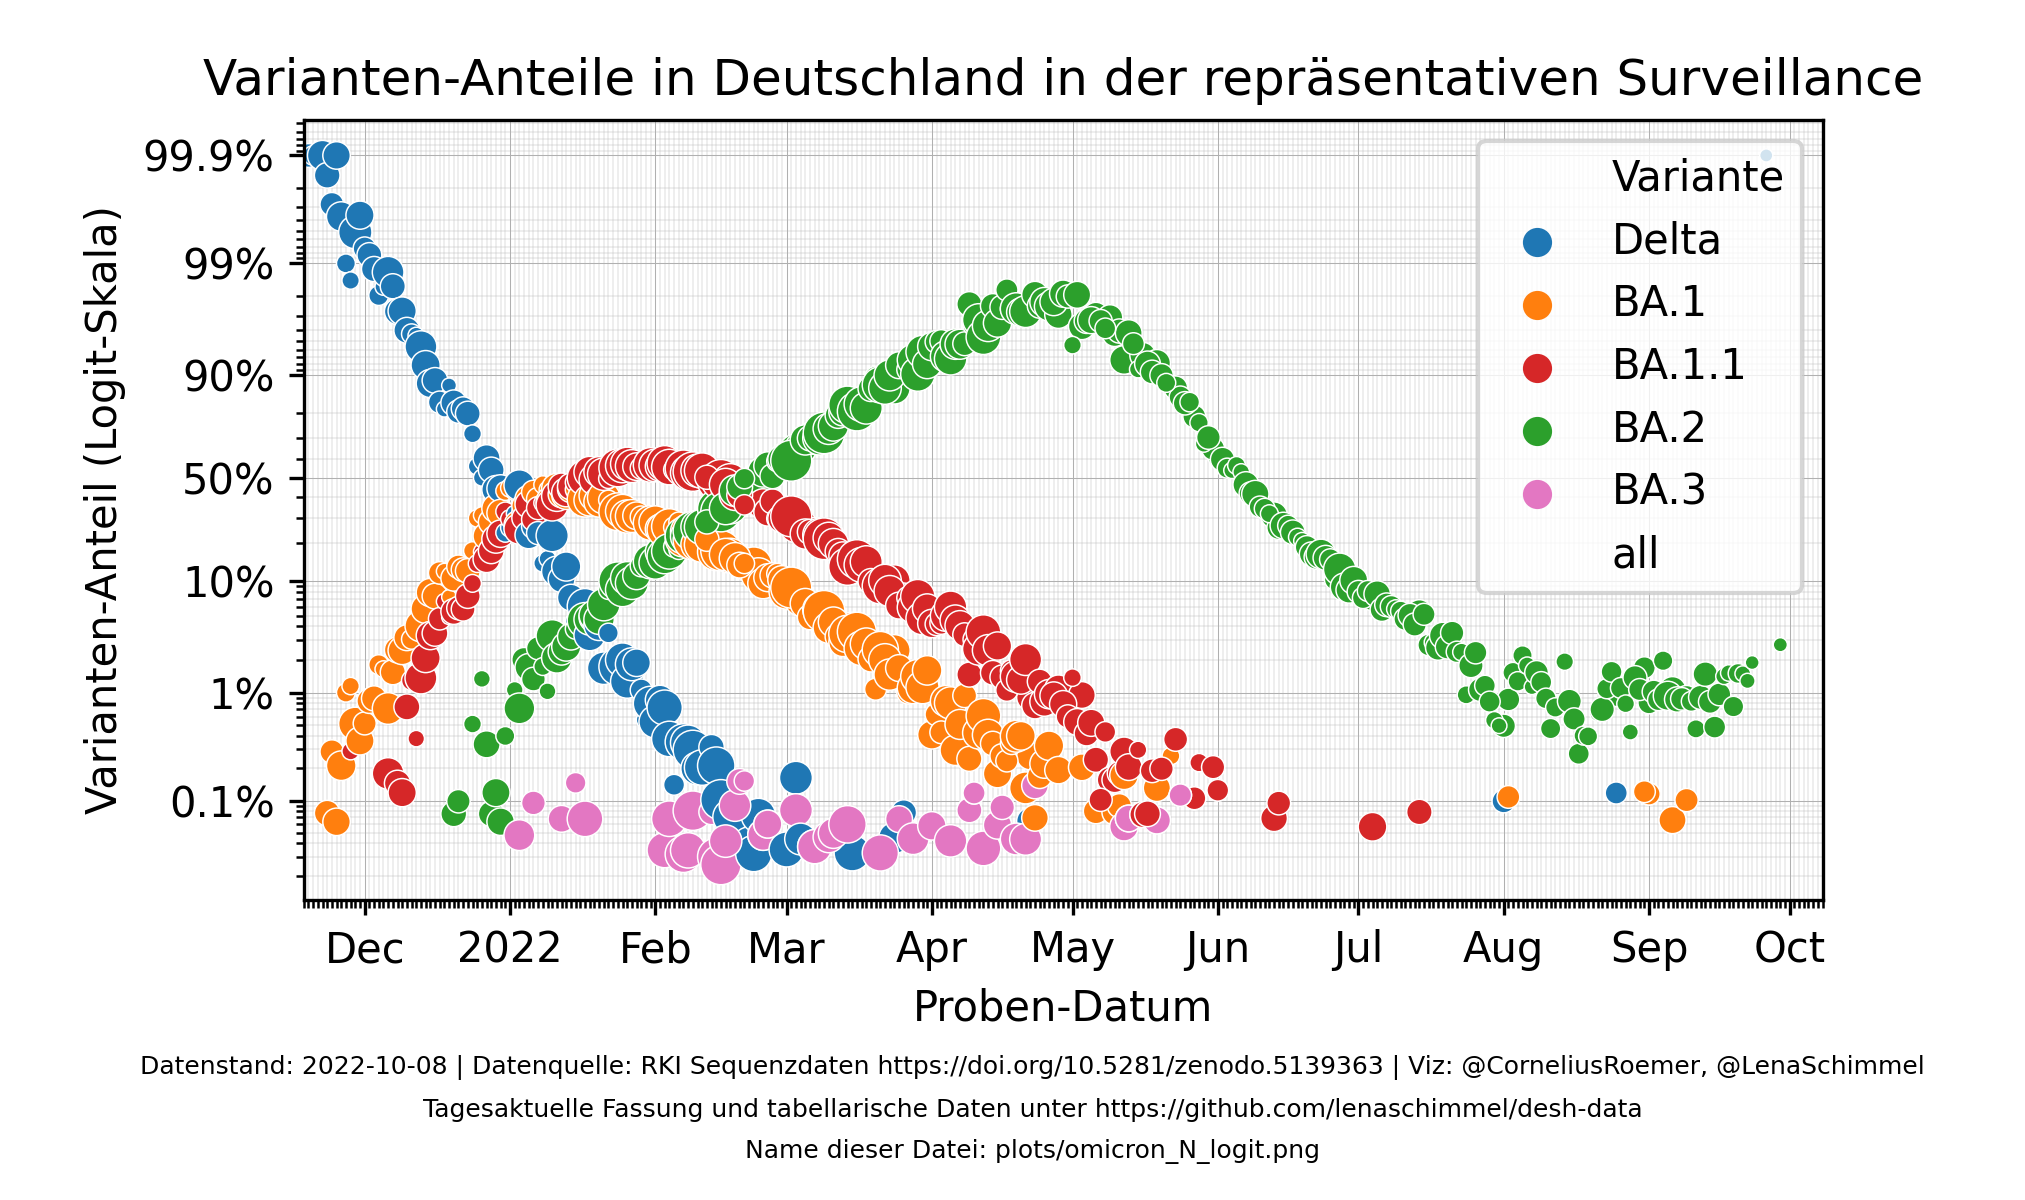 Varianten-Anteile in Deutschland in der repräsentativen Surveillance
Varianten-Anteil (Logit-Skala)
99.9%
99%
90%
50%
10%
1%
0.1%
Variante
Delta
BA.1
BA.1.1
BA.2
BA.3
all
Dec 2022 Feb Mar Apr May Jun Jul Aug Sep Oct
Proben-Datum
Datenstand: 2022-10-08 | Datenquelle: RKI Sequenzdaten https://doi.org/10.5281/zenodo.5139363 | Viz: @CorneliusRoemer, @LenaSchimmel
Tagesaktuelle Fassung und tabellarische Daten unter https://github.com/lenaschimmel/desh-data
Name dieser Datei: plots/omicron_N_logit.png